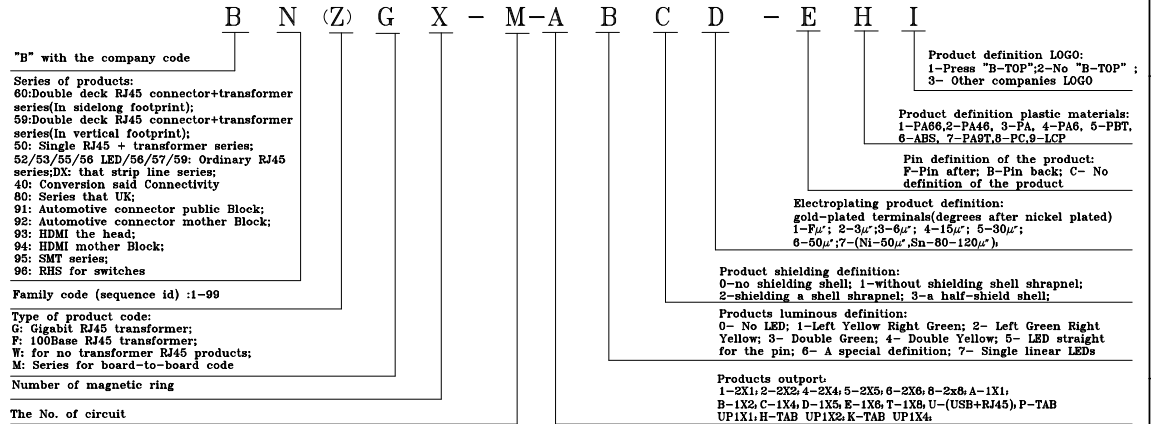 B N (Z) G X - M-A B C D - E H I
"B" with the company code
Series of products:
60:Double deck RJ45 connector+transformer
series(In sidelong footprint);
59:Double deck RJ45 connector+transformer
series(In vertical footprint);
50: Single RJ45 + transformer series;
52/53/55/56 LED/56/57/59: Ordinary RJ45
series;DX: that strip line series;
40: Conversion said Connectivity
80: Series that UK;
91: Automotive connector public Block;
92: Automotive connector mother Block;
93: HDMI the head;
94: HDMI mother Block;
95: SMT series;
96: RHS for switches
Family code (sequence id) :1-99
Type of product code:
G: Gigabit RJ45 transformer;
F: 100Base RJ45 transformer;
W: for no transformer RJ45 products;
M: Series for board-to-board code
Number of magnetic ring
The No. of circuit
Product definition LOGO:
1-Press "B-TOP";2-No "B-TOP" ;
3- Other companies LOGO
Product definition plastic materials:
1-PA66,2-PA46, 3-PA, 4-PA6, 5-PBT,
6-ABS, 7-PA9T,8-PC,9-LCP
Pin definition of the product:
F-Pin after; B-Pin back; C- No
definition of the product
Electroplating product definition:
gold-plated terminals(degrees after nickel plated)
1-Fμ"; 2-3μ";3-6μ"; 4-15μ"; 5-30μ";
6-50μ";7-(Ni-50μ",Sn-80-120μ");
Product shielding definition:
0-no shielding shell; 1-without shielding shell shrapnel;
2-shielding a shell shrapnel; 3-a half-shield shell;
Products luminous definition:
0- No LED; 1-Left Yellow Right Green; 2- Left Green Right
Yellow; 3- Double Green; 4- Double Yellow; 5- LED straight
for the pin; 6- A special definition; 7- Single linear LEDs
Products outport:
1-2X1; 2-2X2; 4-2X4; 5-2X5; 6-2X6; 8-2x8; A-1X1;
B-1X2; C-1X4; D-1X5; E-1X6; T-1X8; U-(USB+RJ45); P-TAB
UP1X1; H-TAB UP1X2; K-TAB UP1X4;